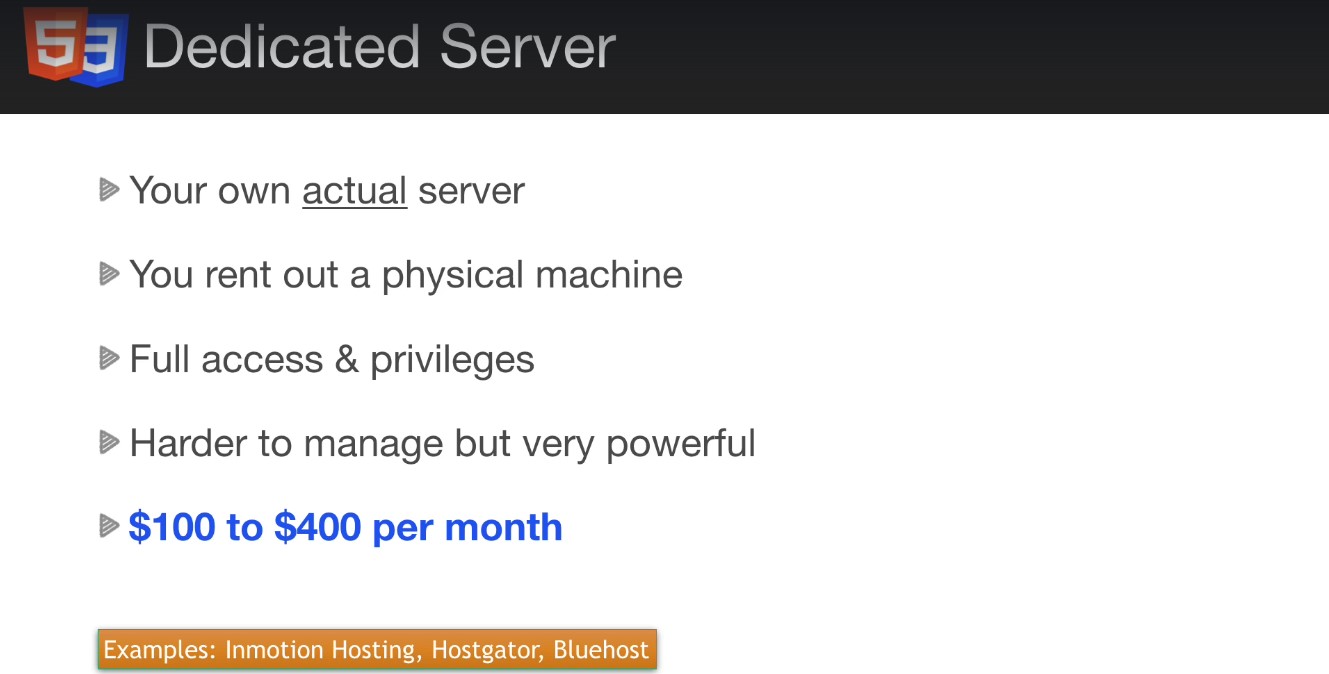 53 Dedicated Server
Your own actual server
You rent out a physical machine
Full access & privileges
Harder to manage but very powerful
$100 to $400 per month
Examples: Inmotion Hosting, Hostgator, Bluehost